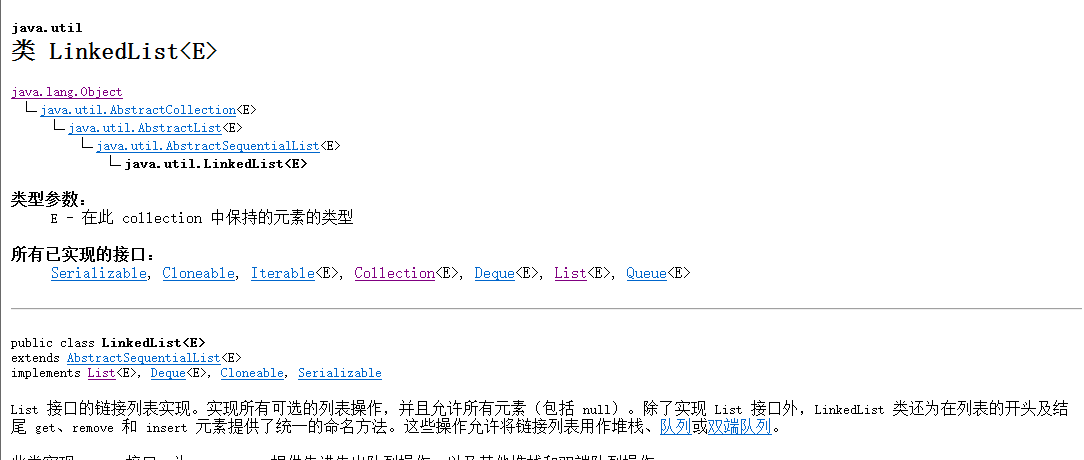 java.util
类 LinkedList<E>
java.lang.Object
java.util.AbstractCollection<E>
java.util.AbstractList<E>
java.util.AbstractSequentialList<E>
java.util.LinkedList<E>
类型参数：
E - 在此 collection 中保持的元素的类型
所有已实现的接口：
Serializable, Cloneable, Iterable<E>, Collection<E>, Deque<E>, List<E>, Queue<E>
public class LinkedList<E>
extends AbstractSequentialList<E>
implements List<E>, Deque<E>, Cloneable, Serializable
List 接口的链接列表实现。实现所有可选的列表操作，并且允许所有元素（包括 null）。除了实现 List 接口外，LinkedList 类还为在列表的开头及结
尾 get、remove 和 insert 元素提供了统一的命名方法。这些操作允许将链接列表用作堆栈、队列或双端队列。